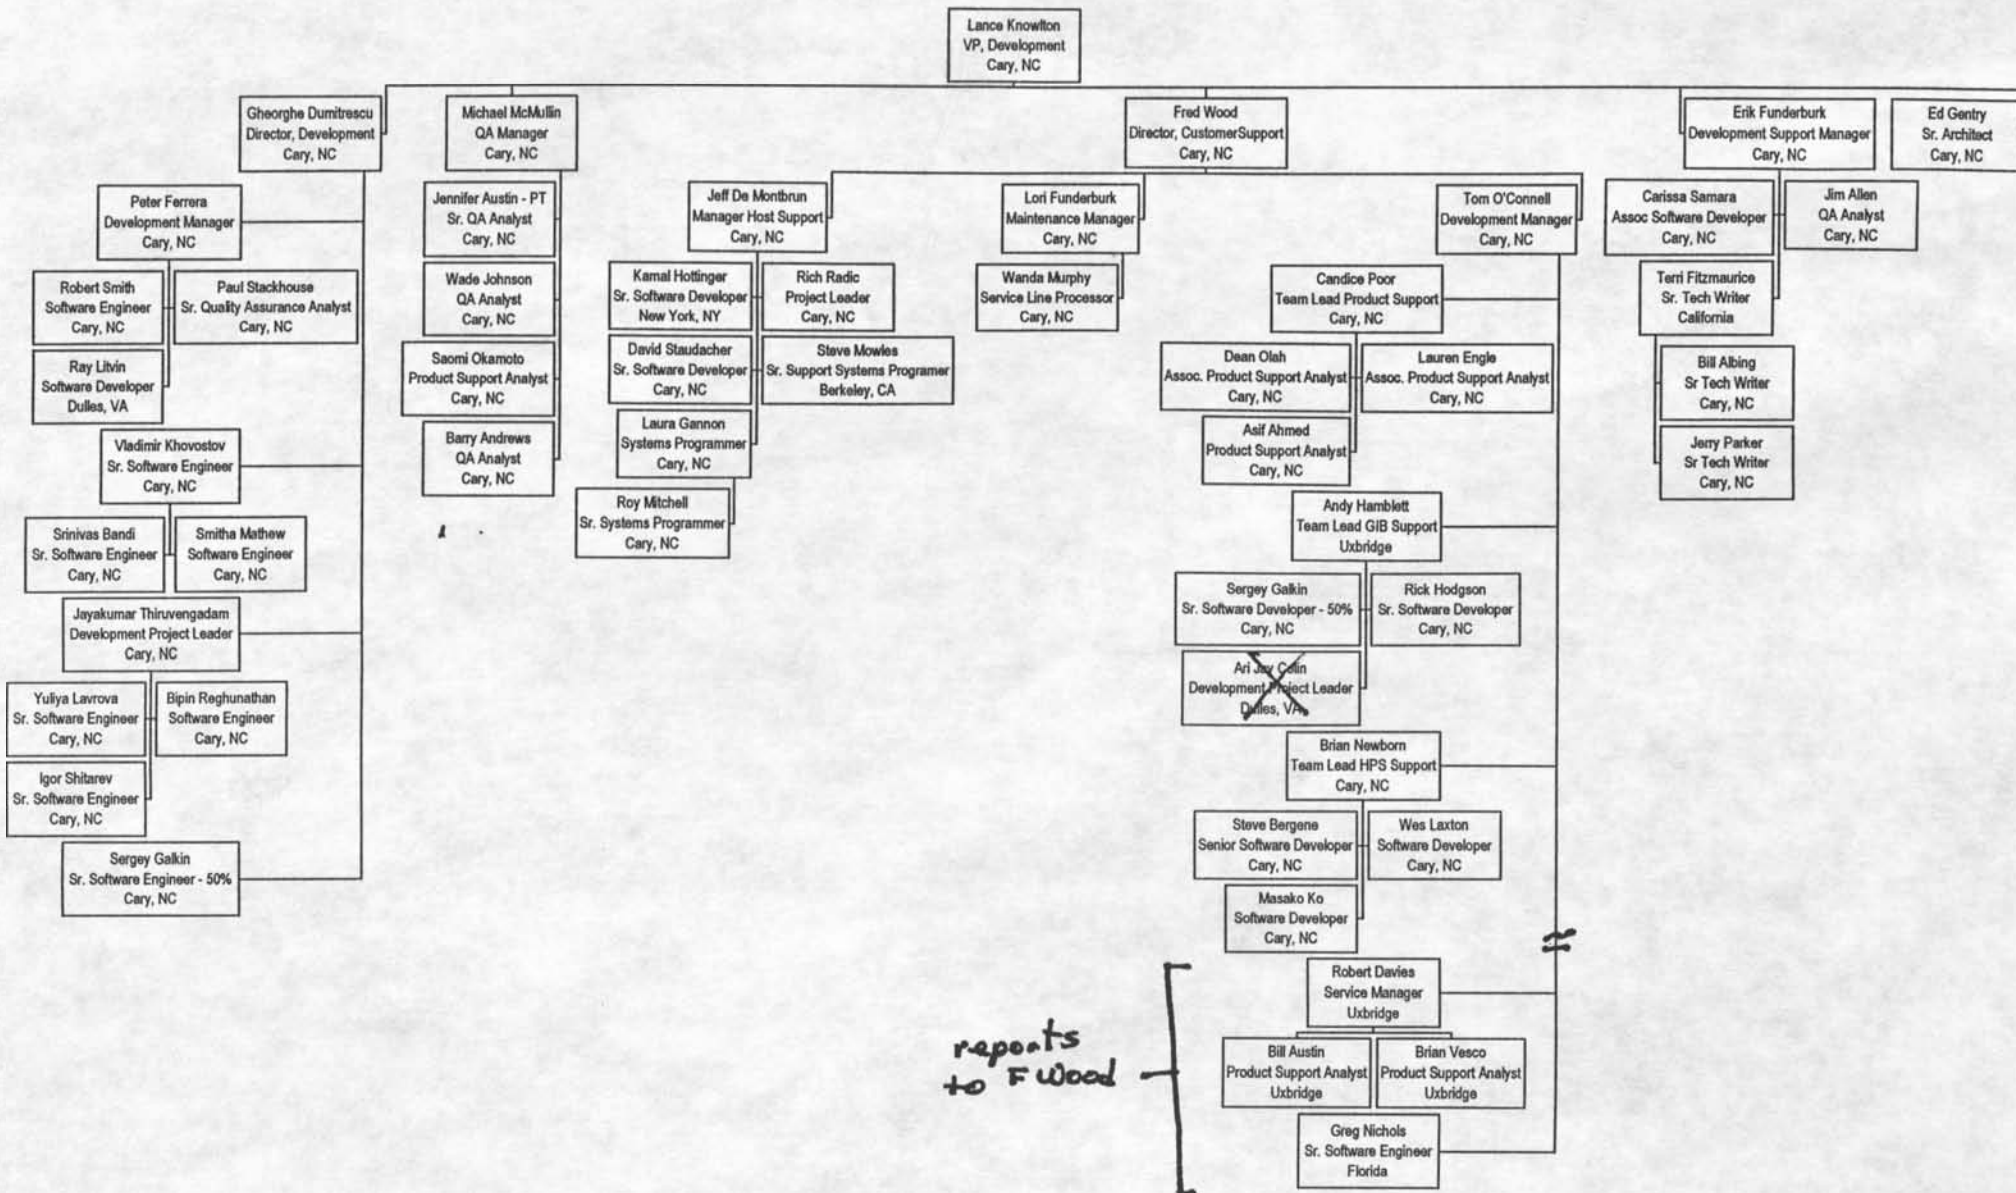 Lance Knowlton
VP, Development
Cary, NC
Gheorghe Dumitrescu
Director, Development
Cary, NC
Michael McMullin
QA Manager
Cary, NC
Fred Wood
Director, CustomerSupport
Cary, NC
Erik Funderburk
Development Support Manager
Cary, NC
Ed Gentry
Sr. Architect
Cary, NC
Peter Ferrera
Development Manager
Cary, NC
Robert Smith
Software Engineer
Cary, NC
Paul Stackhouse
Sr. Quality Assurance Analyst
Cary, NC
Ray Litvin
Software Developer
Dulles, VA
Vladimir Khovostov
Sr. Software Engineer
Cary, NC
Srinivas Bandi
Sr. Software Engineer
Cary, NC
Smitha Mathew
Software Engineer
Cary, NC
Jayakumar Thiruvengadam
Development Project Leader
Cary, NC
Yuliya Lavrova
Sr. Software Engineer
Cary, NC
Bipin Reghunathan
Software Engineer
Cary, NC
Igor Shitarev
Sr. Software Engineer
Cary, NC
Sergey Galkin
Sr. Software Engineer - 50%
Cary, NC
Jennifer Austin - PT
Sr. QA Analyst
Cary, NC
Wade Johnson
QA Analyst
Cary, NC
Saomi Okamoto
Product Support Analyst
Cary, NC
Barry Andrews
QA Analyst
Cary, NC
Jeff De Montbrun
Manager Host Support
Cary, NC
Kamal Hottinger
Sr. Software Developer
New York, NY
Rich Radic
Project Leader
Cary, NC
David Staudacher
Sr. Software Developer
Cary, NC
Steve Mowles
Sr. Support Systems Programer
Berkeley, CA
Laura Gannon
Systems Programmer
Cary, NC
Roy Mitchell
Sr. Systems Programmer
Cary, NC
Lori Funderburk
Maintenance Manager
Cary, NC
Wanda Murphy
Service Line Processor
Cary, NC
Tom O'Connell
Development Manager
Cary, NC
Candice Poor
Team Lead Product Support
Cary, NC
Dean Olah
Assoc. Product Support Analyst
Cary, NC
Lauren Engle
Assoc. Product Support Analyst
Cary, NC
Asif Ahmed
Product Support Analyst
Cary, NC
Andy Hamblett
Team Lead GIB Support
Uxbridge
Sergey Galkin
Sr. Software Developer - 50%
Cary, NC
Rick Hodgson
Sr. Software Developer
Cary, NC
Ari Jay Colin
Development Project Leader
Dulles, VA
Brian Newborn
Team Lead HPS Support
Cary, NC
Steve Bergene
Senior Software Developer
Cary, NC
Wes Laxton
Software Developer
Cary, NC
Masako Ko
Software Developer
Cary, NC
Robert Davies
Service Manager
Uxbridge
Bill Austin
Product Support Analyst
Uxbridge
Brian Vesco
Product Support Analyst
Uxbridge
Greg Nichols
Sr. Software Engineer
Florida
reports
to F Wood
Carissa Samara
Assoc Software Developer
Cary, NC
Jim Allen
QA Analyst
Cary, NC
Terri Fitzmaurice
Sr. Tech Writer
California
Bill Albing
Sr Tech Writer
Cary, NC
Jerry Parker
Sr Tech Writer
Cary, NC